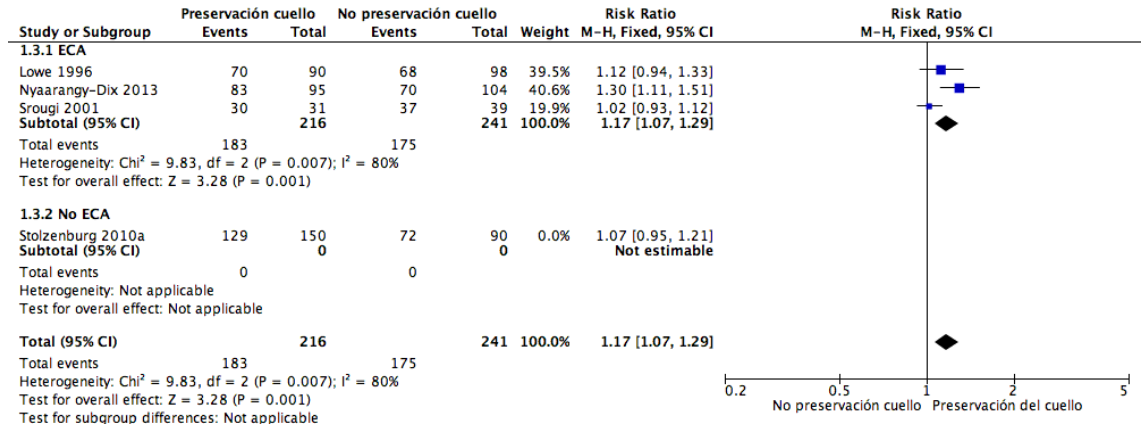 Preservación cuello No preservación cuello Risk Ratio Risk Ratio
Study or Subgroup Events Total Events Total Weight M-H, Fixed, 95% CI M-H, Fixed, 95% CI
1.3.1 ECA
Lowe 1996 70 90 68 98 39.5% 1.12 [0.94, 1.33]
Nyaarangy-Dix 2013 83 95 70 104 40.6% 1.30 [1.11, 1.51]
Srougi 2001 30 31 37 39 19.9% 1.02 [0.93, 1.12]
Subtotal (95% CI) 216 241 100.0% 1.17 [1.07, 1.29]
Total events 183 175
Heterogeneity: Chi² = 9.83, df = 2 (P = 0.007); I² = 80%
Test for overall effect: Z = 3.28 (P = 0.001)
1.3.2 No ECA
Stolzenburg 2010a 129 150 72 90 0.0% 1.07 [0.95, 1.21]
Subtotal (95% CI) 0 0 Not estimable
Total events 0 0
Heterogeneity: Not applicable
Test for overall effect: Not applicable
Total (95% CI) 216 241 100.0% 1.17 [1.07, 1.29]
Total events 183 175
Heterogeneity: Chi² = 9.83, df = 2 (P = 0.007); I² = 80%
Test for overall effect: Z = 3.28 (P = 0.001)
Test for subgroup differences: Not applicable
0.2 0.5 1 2 5
No preservación cuello Preservación del cuello